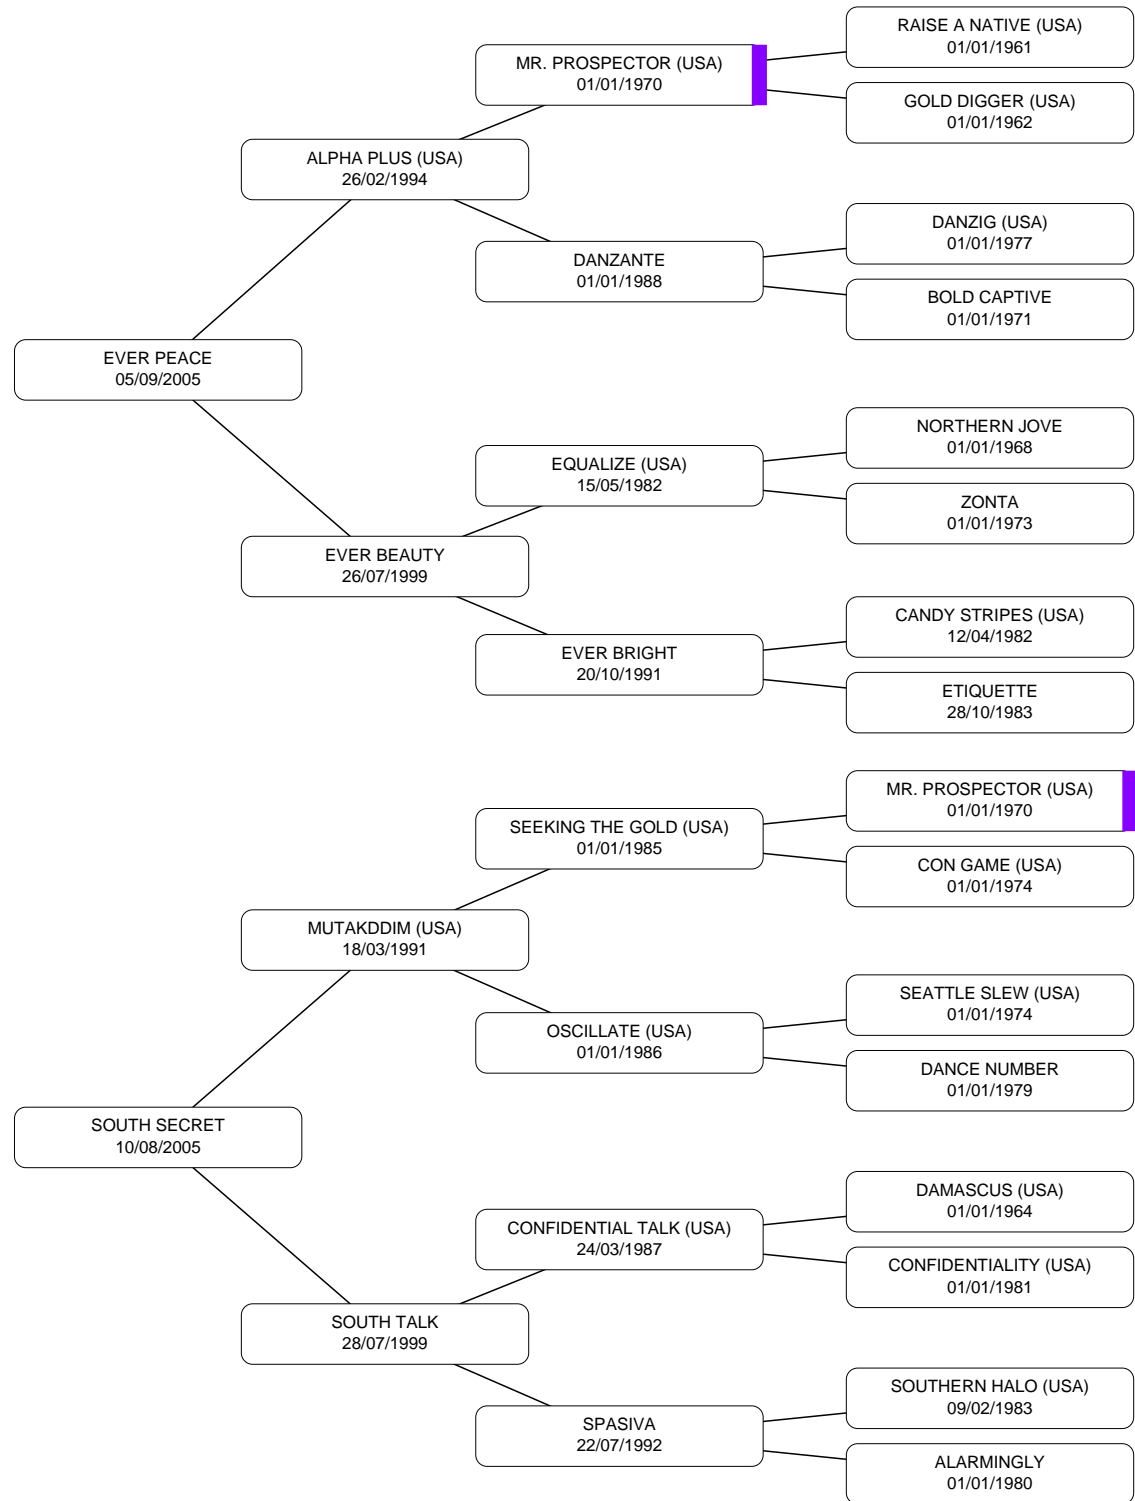 RAISE A NATIVE (USA)
01/01/1961
MR. PROSPECTOR (USA)
01/01/1970
GOLD DIGGER (USA)
01/01/1962
ALPHA PLUS (USA)
26/02/1994
DANZIG (USA)
01/01/1977
DANZANTE
01/01/1988
BOLD CAPTIVE
01/01/1971
EVER PEACE
05/09/2005
NORTHERN JOVE
01/01/1968
EQUALIZE (USA)
15/05/1982
ZONTA
01/01/1973
EVER BEAUTY
26/07/1999
CANDY STRIPES (USA)
12/04/1982
EVER BRIGHT
20/10/1991
ETIQUETTE
28/10/1983
MR. PROSPECTOR (USA)
01/01/1970
SEEKING THE GOLD (USA)
01/01/1985
CON GAME (USA)
01/01/1974
MUTAKDDIM (USA)
18/03/1991
SEATTLE SLEW (USA)
01/01/1974
OSCILLATE (USA)
01/01/1986
DANCE NUMBER
01/01/1979
SOUTH SECRET
10/08/2005
DAMASCUS (USA)
01/01/1964
CONFIDENTIAL TALK (USA)
24/03/1987
CONFIDENTIALITY (USA)
01/01/1981
SOUTH TALK
28/07/1999
SOUTHERN HALO (USA)
09/02/1983
SPASIVA
22/07/1992
ALARMINGLY
01/01/1980